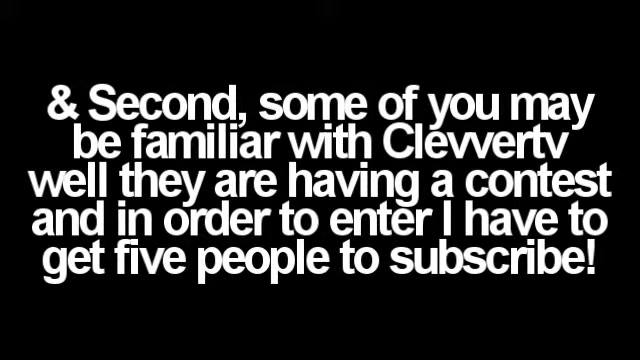 & Second, some of you may
be familiar with Clevvertv
well they are having a contest
and in order to enter I have to
get five people to subscribe!